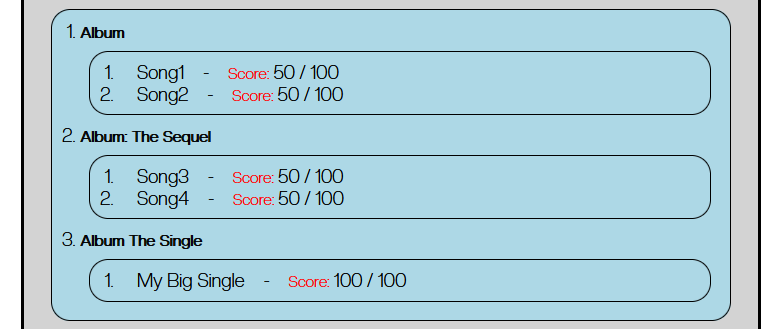 1. Album
1. Song1 - Score: 50 / 100
2. Song2 - Score: 50 / 100
2. Album: The Sequel
1. Song3 - Score: 50 / 100
2. Song4 - Score: 50 / 100
3. Album The Single
1. My Big Single - Score: 100 / 100